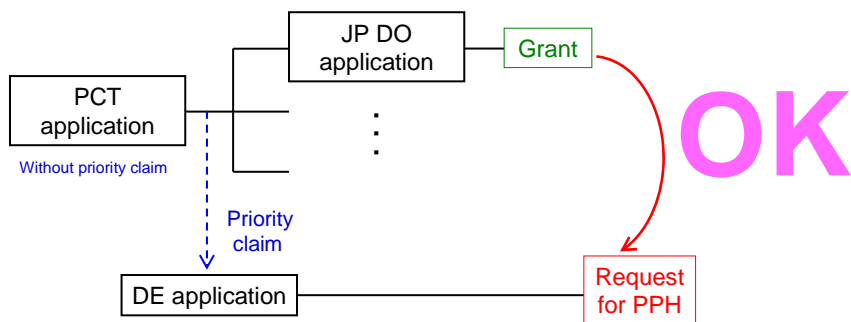 JP DO
application
Grant
OK
PCT
application
Without priority claim
Priority
claim
DE application
Request
for PPH